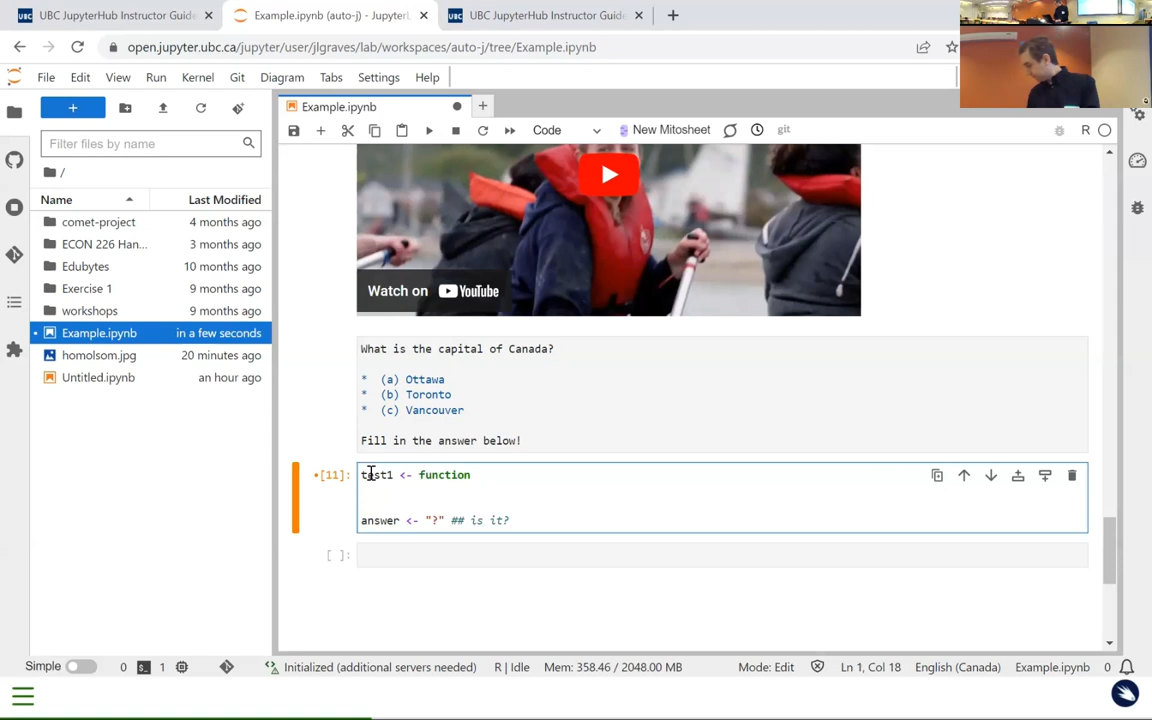 UBC JupyterHub Instructor Guide
Example.ipynb (auto-j) - JupyterL
UBC JupyterHub Instructor Guide
open.jupyter.ubc.ca/jupyter/user/jlgraves/lab/workspaces/auto-j/tree/Example.ipynb
File Edit View Run Kernel Git Diagram Tabs Settings Help
Example.ipynb
Code
New Mitosheet
git
R
Filter files by name
/
Name Last Modified
comet-project 4 months ago
ECON 226 Han... 3 months ago
Edubytes 10 months ago
Exercise 1 9 months ago
workshops 9 months ago
Example.ipynb in a few seconds
homolsom.jpg 20 minutes ago
Untitled.ipynb an hour ago
Watch on YouTube
What is the capital of Canada?
* (a) Ottawa
* (b) Toronto
* (c) Vancouver
Fill in the answer below!
[11]: test1 <- function
answer <- "?" ## is it?
[ ]:
Simple 0 $_ 1 Initialized (additional servers needed) R | Idle Mem: 358.46 / 2048.00 MB Mode: Edit Ln 1, Col 18 English (Canada) Example.ipynb 0